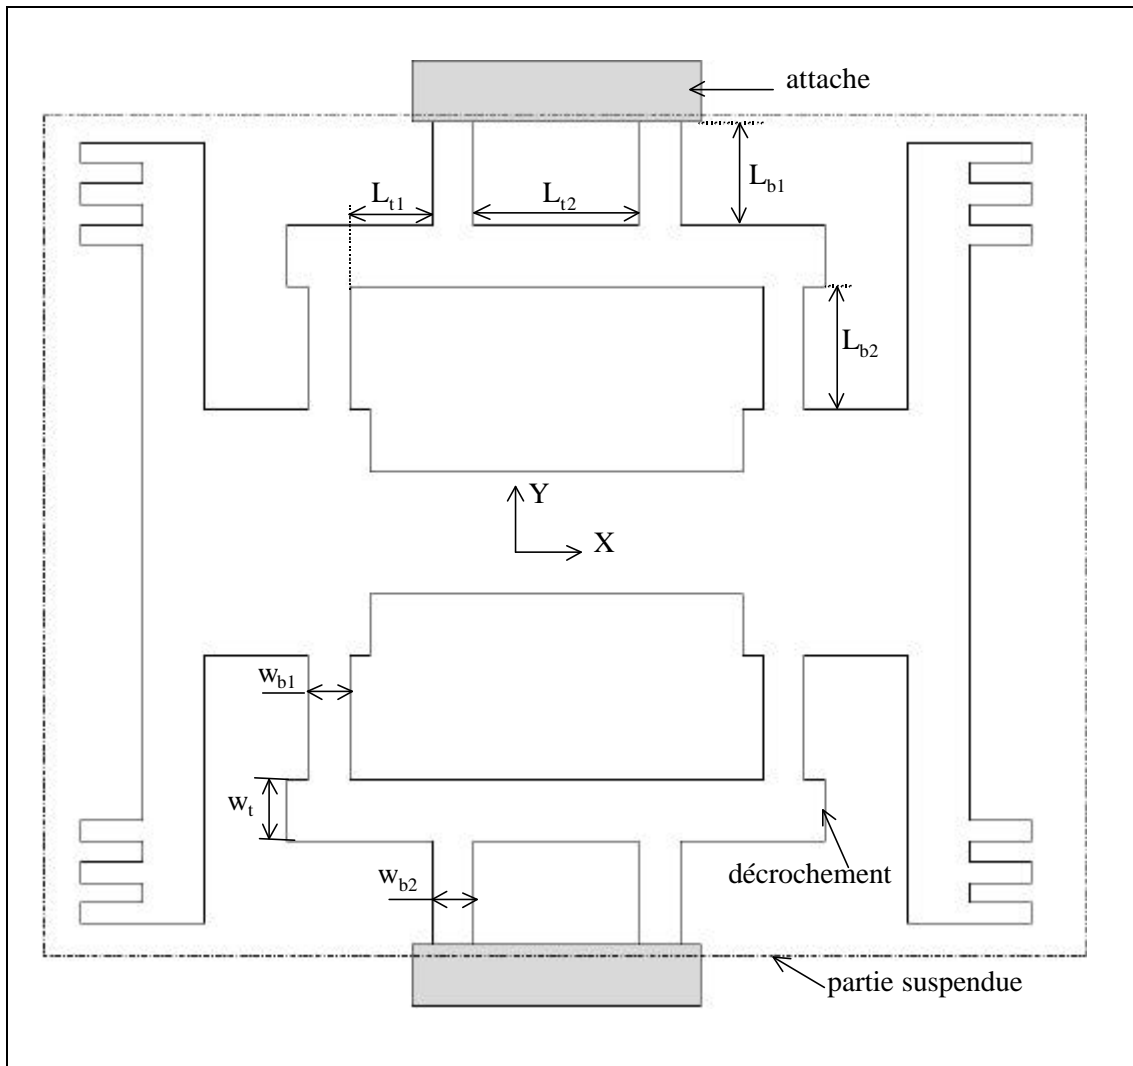 attache
L_b1
L_t1
L_t2
L_b2
Y
X
w_b1
w_t
w_b2
décrochement
partie suspendue